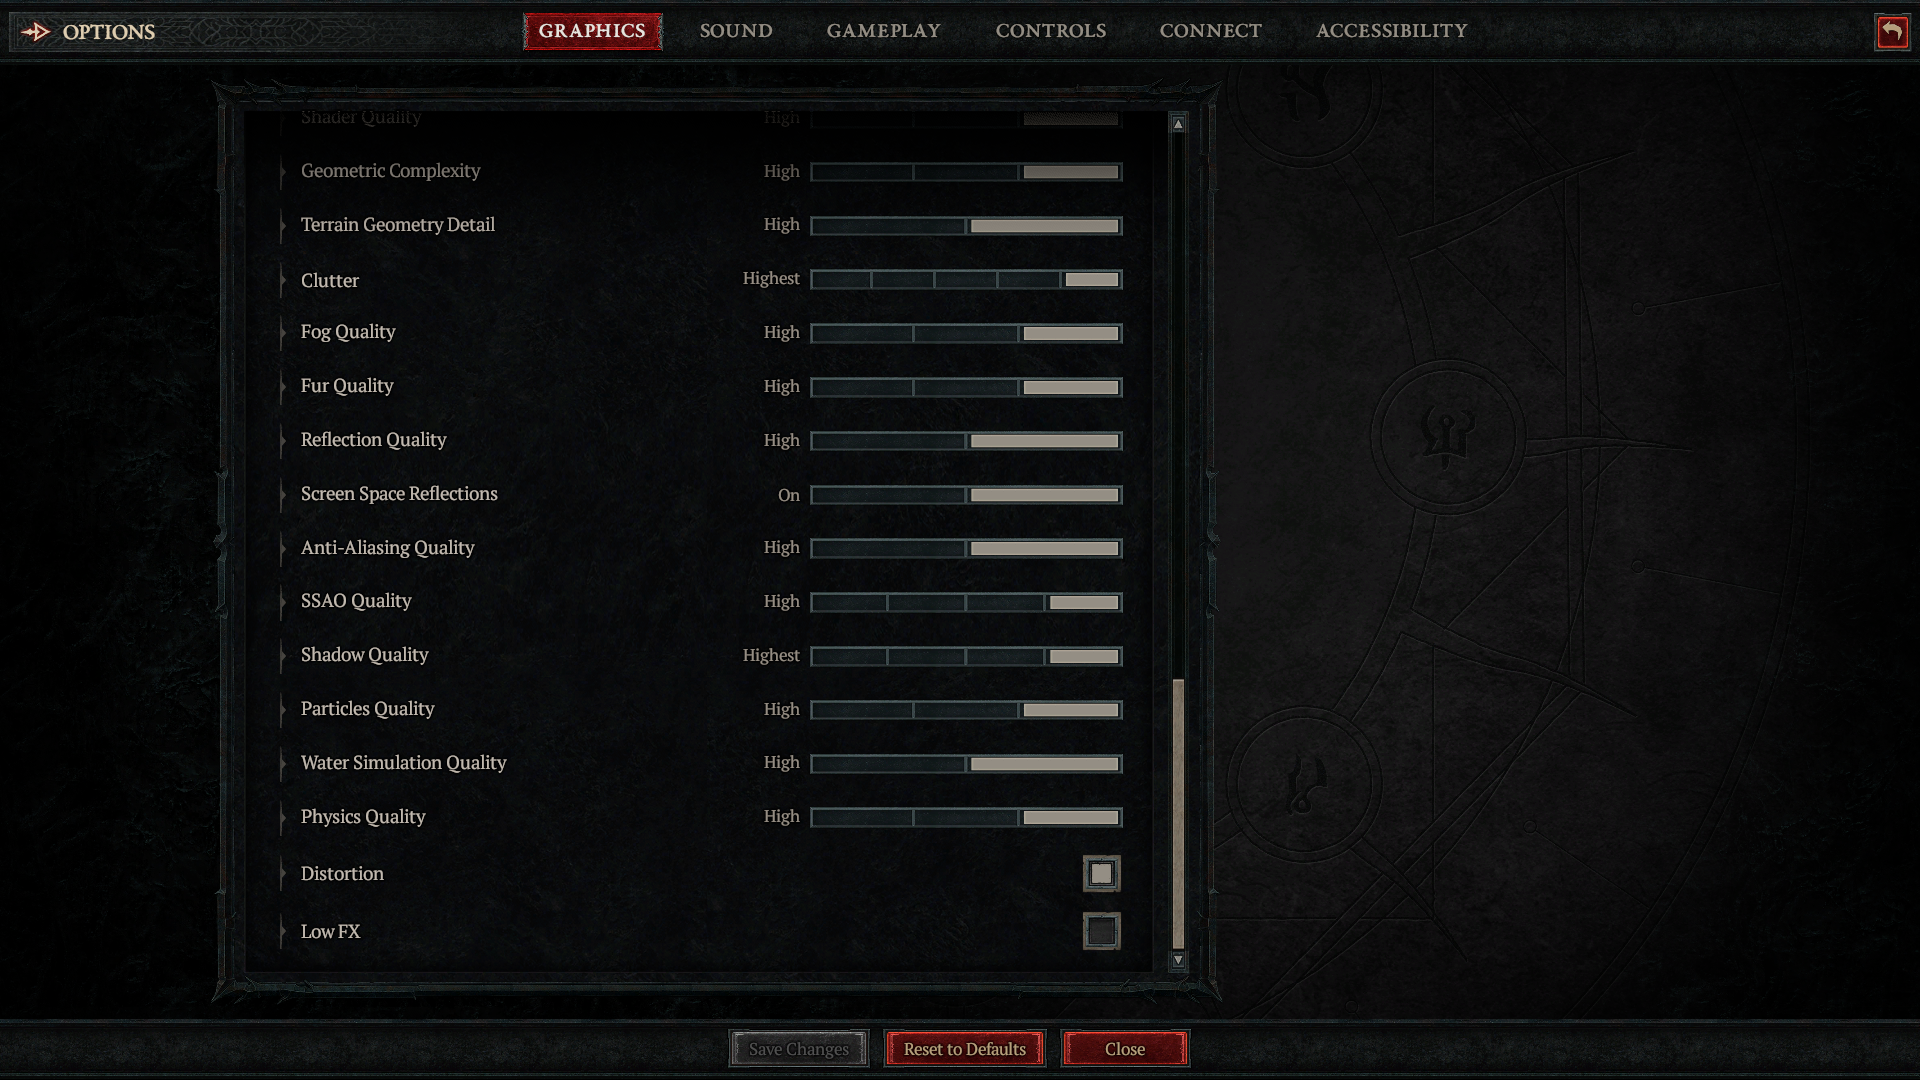 OPTIONS
GRAPHICS SOUND GAMEPLAY CONTROLS CONNECT ACCESSIBILITY
Shader Quality High
Geometric Complexity High
Terrain Geometry Detail High
Clutter Highest
Fog Quality High
Fur Quality High
Reflection Quality High
Screen Space Reflections On
Anti-Aliasing Quality High
SSAO Quality High
Shadow Quality Highest
Particles Quality High
Water Simulation Quality High
Physics Quality High
Distortion
Low FX
Save Changes Reset to Defaults Close